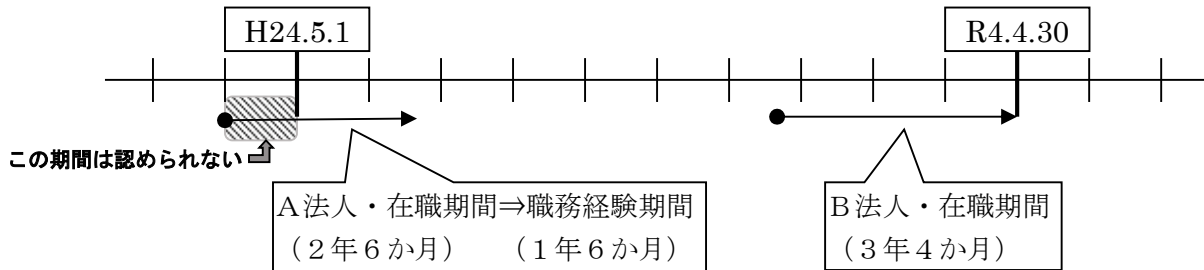 H24.5.1
R4.4.30
この期間は認められない
A法人・在職期間⇒職務経験期間
(2年6か月) (1年6か月)
B法人・在職期間
(3年4か月)